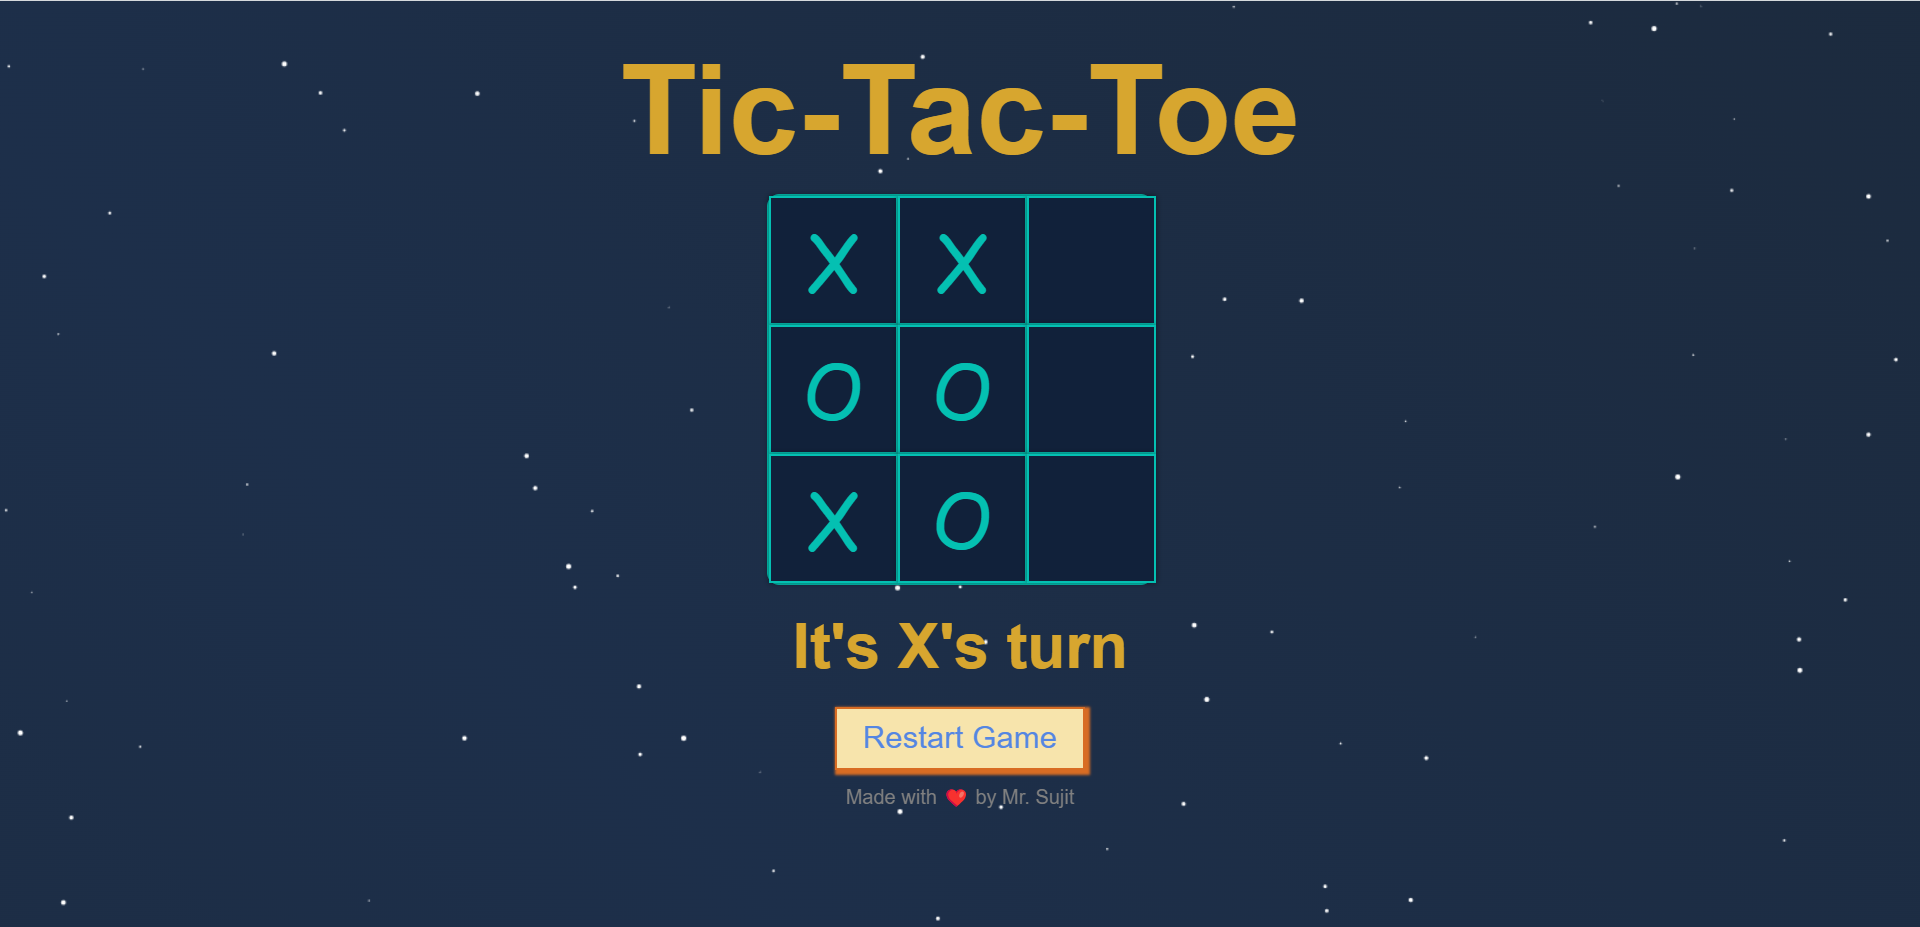 Tic-Tac-Toe
X X
O O
X O
It's X's turn
Restart Game
Made with ❤️ by Mr. Sujit